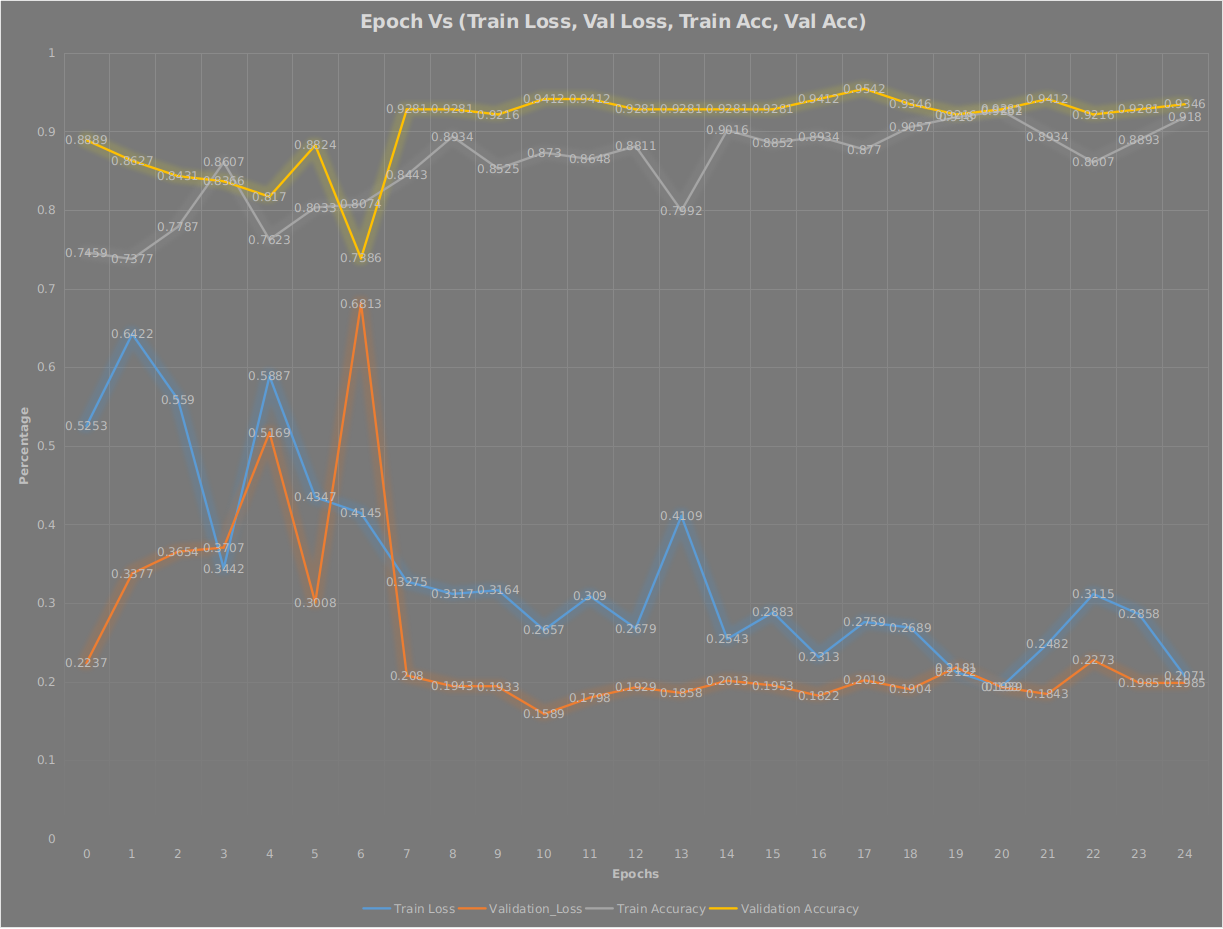 Epoch Vs (Train Loss, Val Loss, Train Acc, Val Acc)
1
0.9
0.8
0.7
0.6
0.5
0.4
0.3
0.2
0.1
0
Percentage
0.8889 0.8627 0.8431 0.8366 0.817 0.8824 0.7386 0.9281 0.9281 0.9216 0.9412 0.9412 0.9281 0.9281 0.9281 0.9281 0.9412 0.9542 0.9346 0.9412 0.9216 0.9281 0.9346
0.7459 0.7377 0.7787 0.8607 0.7623 0.8033 0.8074 0.8443 0.8934 0.8525 0.873 0.8648 0.8811 0.7992 0.9016 0.8852 0.8934 0.877 0.9057 0.918 0.8934 0.8607 0.8893 0.918
0.5253 0.6422 0.559 0.3442 0.5887 0.4347 0.4145 0.3275 0.3117 0.3164 0.2657 0.309 0.2679 0.4109 0.2543 0.2883 0.2313 0.2759 0.2689 0.2482 0.3115 0.2858 0.2071
0.2237 0.3377 0.3654 0.3707 0.5169 0.3008 0.6813 0.208 0.1943 0.1933 0.1589 0.1798 0.1929 0.1858 0.2013 0.1953 0.1822 0.2019 0.1904 0.2181 0.1843 0.2273 0.1985 0.1985
0 1 2 3 4 5 6 7 8 9 10 11 12 13 14 15 16 17 18 19 20 21 22 23 24
Epochs
Train Loss Validation_Loss Train Accuracy Validation Accuracy